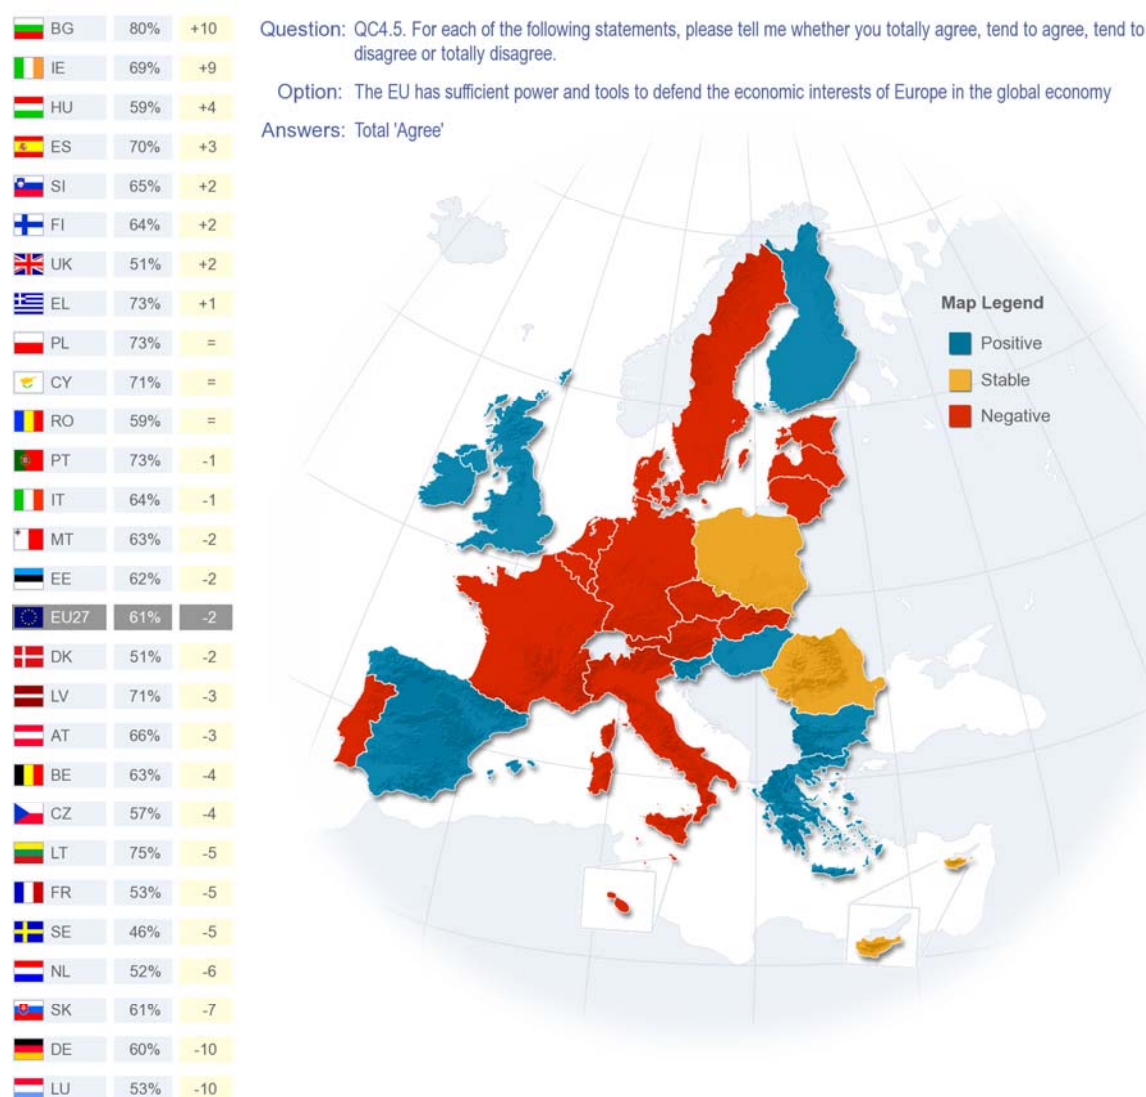 BG 80% +10
IE 69% +9
HU 59% +4
ES 70% +3
SI 65% +2
FI 64% +2
UK 51% +2
EL 73% +1
PL 73% =
CY 71% =
RO 59% =
PT 73% -1
IT 64% -1
MT 63% -2
EE 62% -2
EU27 61% -2
DK 51% -2
LV 71% -3
AT 66% -3
BE 63% -4
CZ 57% -4
LT 75% -5
FR 53% -5
SE 46% -5
NL 52% -6
SK 61% -7
DE 60% -10
LU 53% -10
Question: QC4.5. For each of the following statements, please tell me whether you totally agree, tend to agree, tend to
disagree or totally disagree.
Option: The EU has sufficient power and tools to defend the economic interests of Europe in the global economy
Answers: Total 'Agree'
Map Legend
Positive
Stable
Negative